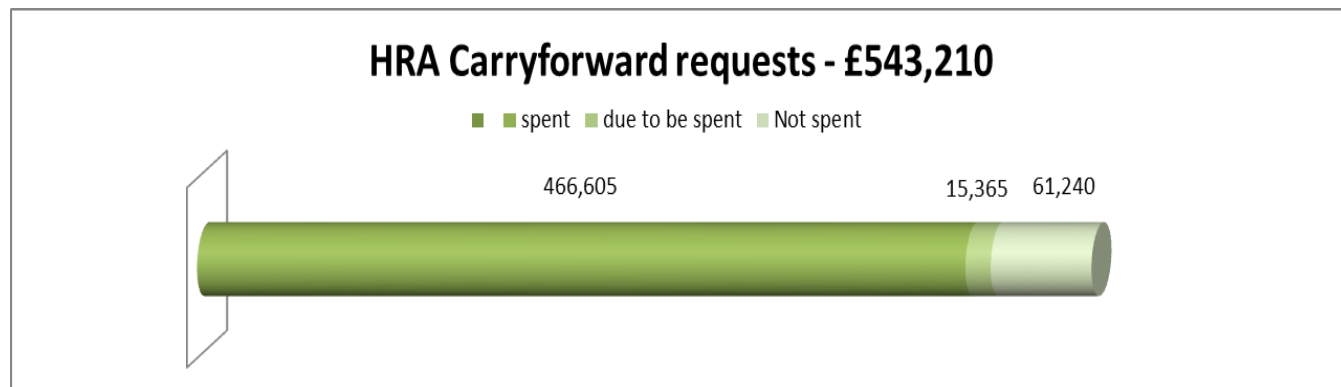 HRA Carryforward requests - £543,210
spent due to be spent Not spent
466,605 15,365 61,240